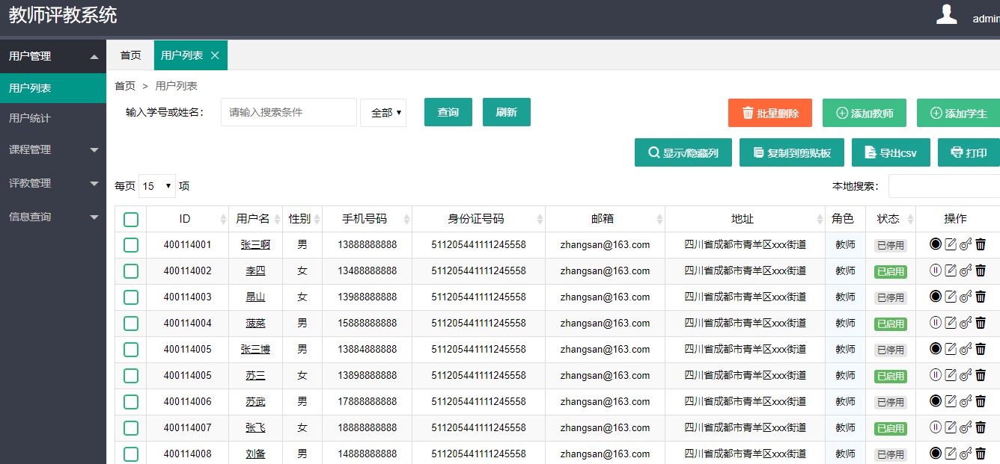 教师评教系统
admin
用户管理
用户列表
用户统计
课程管理
评教管理
信息查询
首页 用户列表
首页 > 用户列表
输入学号或姓名： 请输入搜索条件 全部 查询 刷新 批量删除 添加教师 添加学生
显示/隐藏列 复制到剪贴板 导出csv 打印
每页 15 项 本地搜索：
ID 用户名 性别 手机号码 身份证号码 邮箱 地址 角色 状态 操作
400114001 张三啊 男 13888888888 511205441111245558 zhangsan@163.com 四川省成都市青羊区xxx街道 教师 已停用
400114002 李四 女 13488888888 511205441111245558 zhangsan@163.com 四川省成都市青羊区xxx街道 教师 已启用
400114003 昂山 女 13988888888 511205441111245558 zhangsan@163.com 四川省成都市青羊区xxx街道 教师 已停用
400114004 菠菜 男 15888888888 511205441111245558 zhangsan@163.com 四川省成都市青羊区xxx街道 教师 已启用
400114005 张三博 男 13884888888 511205441111245558 zhangsan@163.com 四川省成都市青羊区xxx街道 教师 已停用
400114005 苏三 女 13898888888 511205441111245558 zhangsan@163.com 四川省成都市青羊区xxx街道 教师 已启用
400114006 苏武 男 17888888888 511205441111245558 zhangsan@163.com 四川省成都市青羊区xxx街道 教师 已停用
400114007 张飞 女 18888888888 511205441111245558 zhangsan@163.com 四川省成都市青羊区xxx街道 教师 已启用
400114008 刘备 男 14888888888 511205441111245558 zhangsan@163.com 四川省成都市青羊区xxx街道 教师 已停用